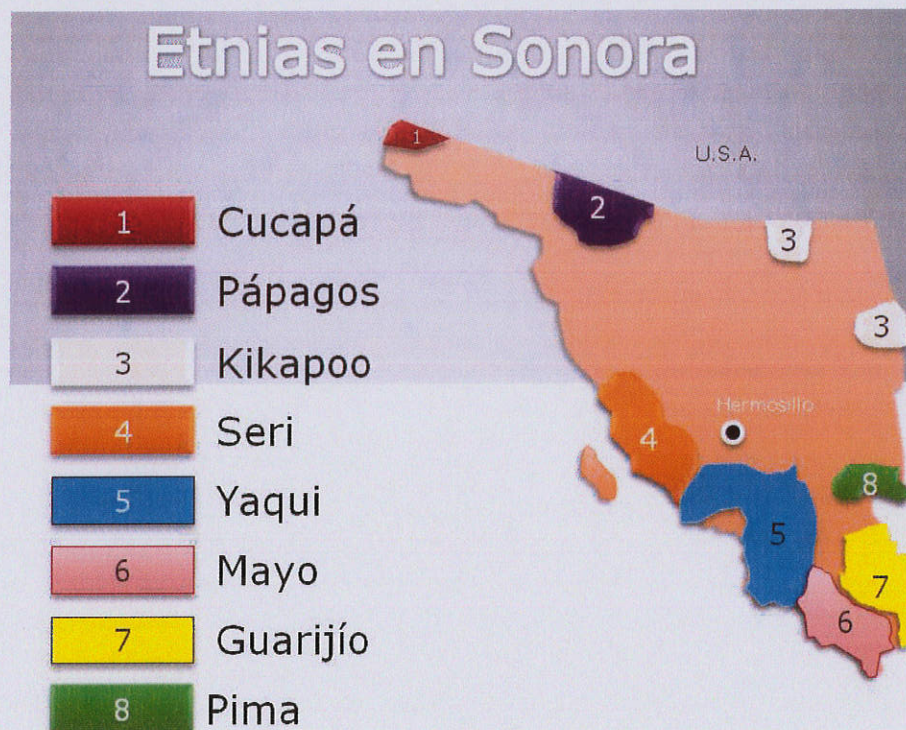 Etnias en Sonora
U.S.A.
1 Cucapá
2 Pápagos
3 Kikapoo
4 Seri
5 Yaqui
6 Mayo
7 Guarijío
8 Pima
1
2
3
3
Hermosillo
4
8
5
7
6